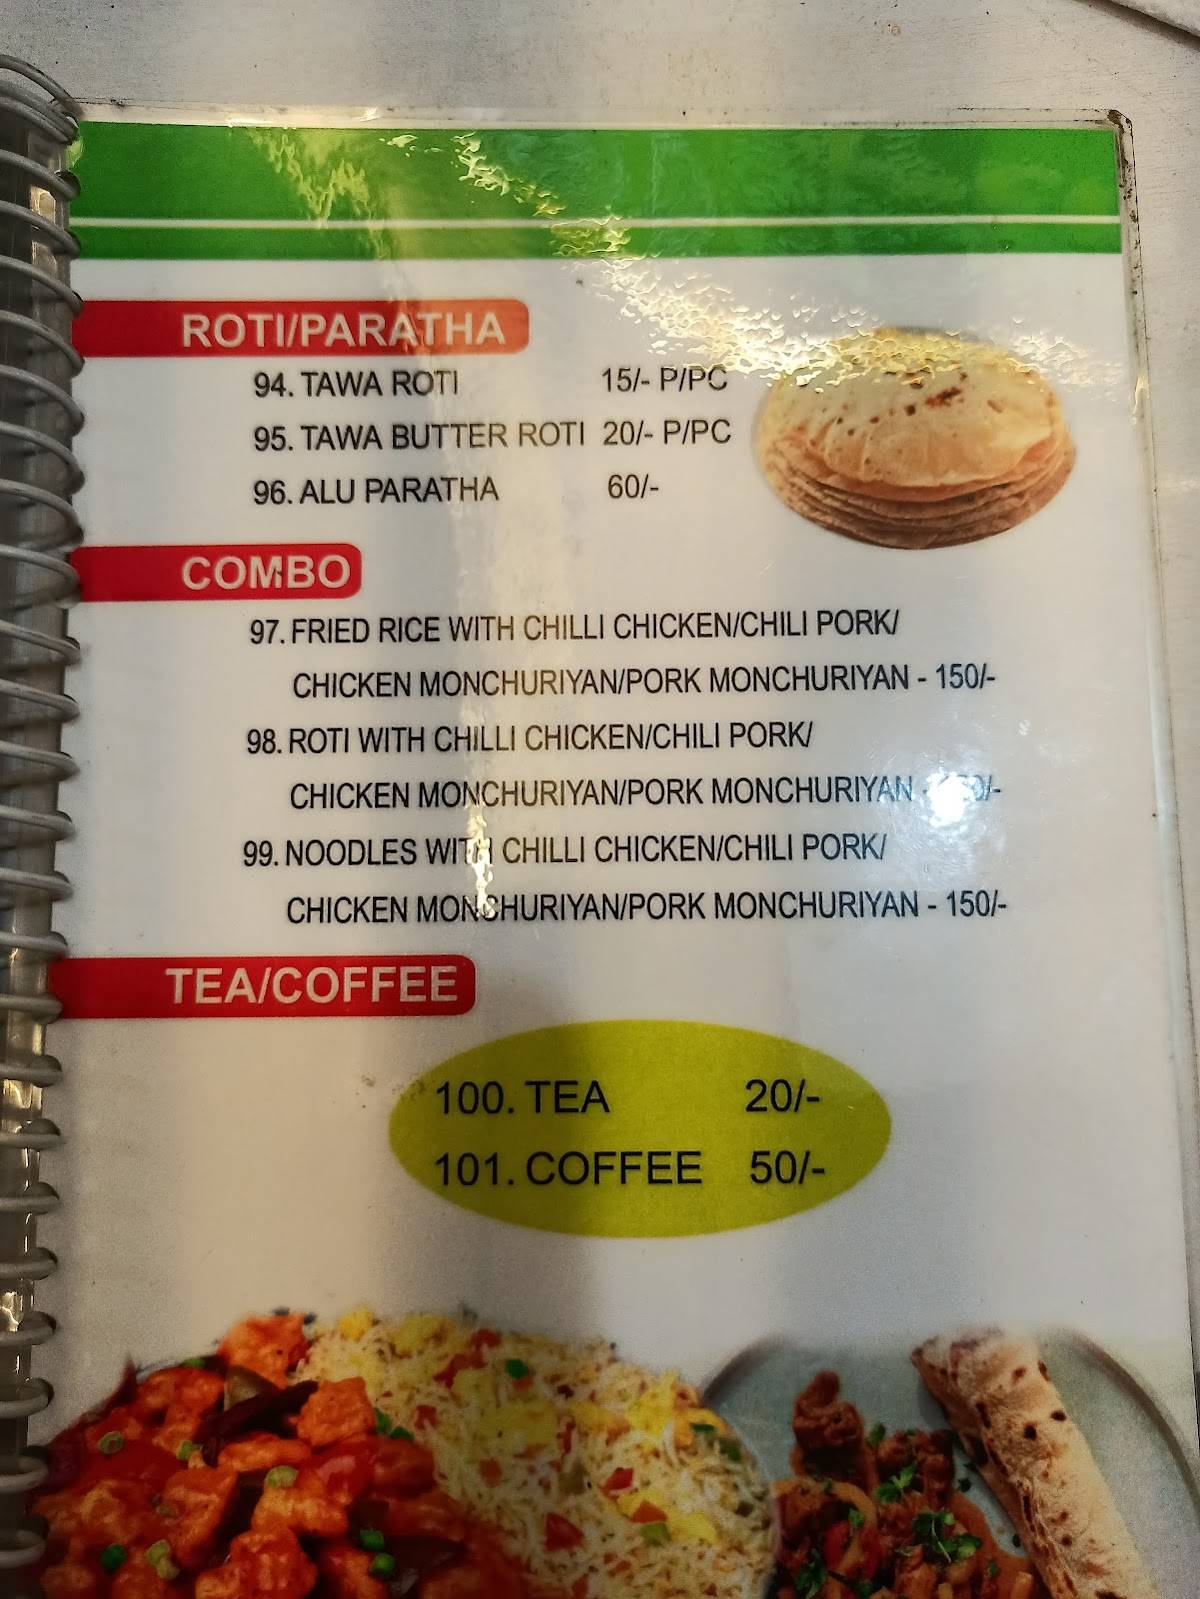 ROTI/PARATHA
94. TAWA ROTI 15/- P/PC
95. TAWA BUTTER ROTI 20/- P/PC
96. ALU PARATHA 60/-
COMBO
97. FRIED RICE WITH CHILLI CHICKEN/CHILI PORK/
CHICKEN MONCHURIYAN/PORK MONCHURIYAN - 150/-
98. ROTI WITH CHILLI CHICKEN/CHILI PORK/
CHICKEN MONCHURIYAN/PORK MONCHURIYAN -
99. NOODLES WITH CHILLI CHICKEN/CHILI PORK/
CHICKEN MONCHURIYAN/PORK MONCHURIYAN - 150/-
TEA/COFFEE
100. TEA 20/-
101. COFFEE 50/-